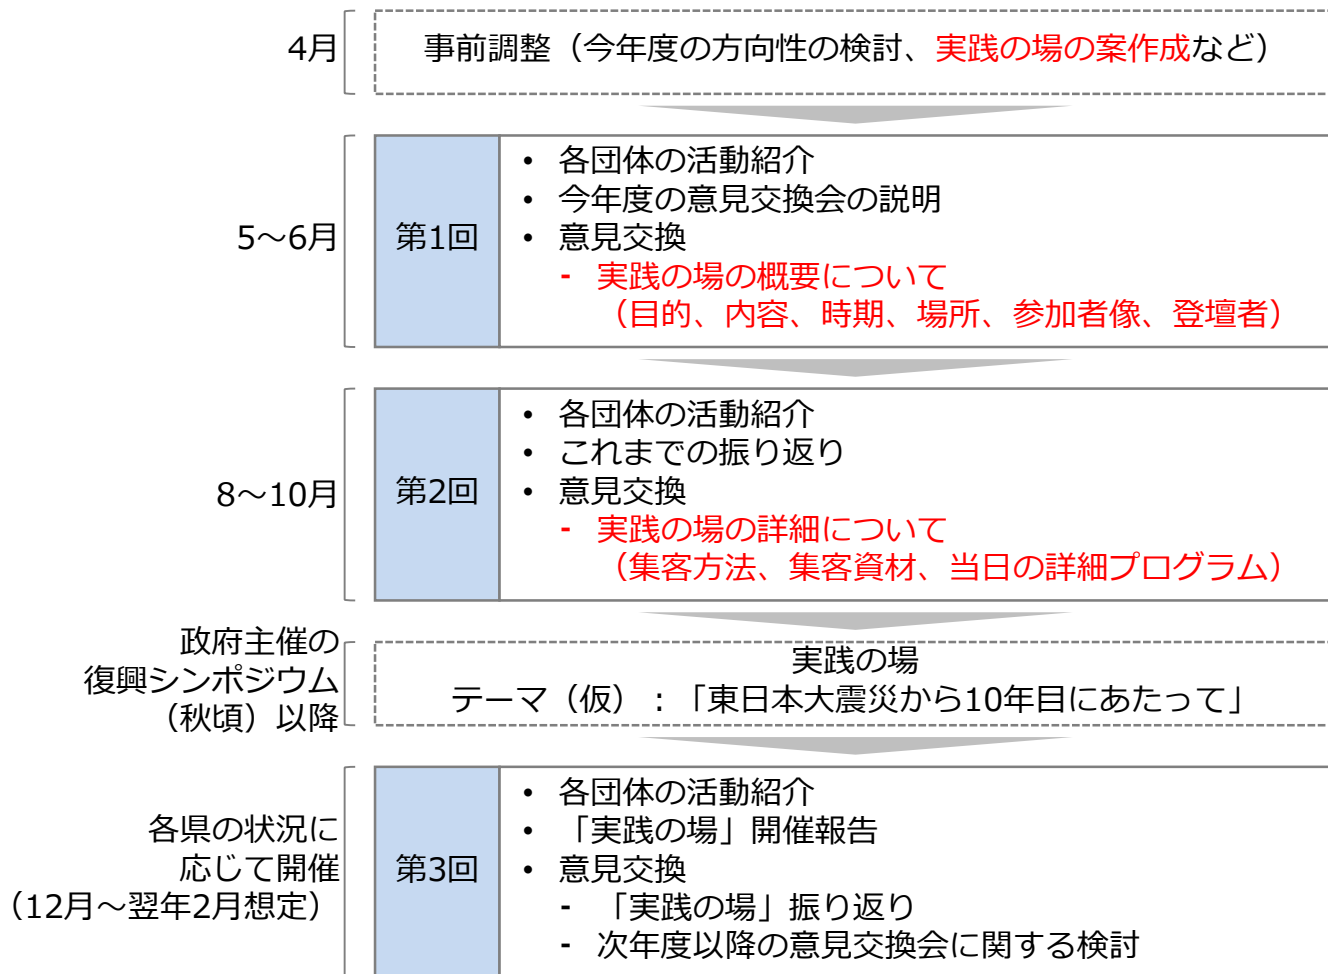 4月
事前調整（今年度の方向性の検討、実践の場の案作成など）
5～6月
第1回
• 各団体の活動紹介
• 今年度の意見交換会の説明
• 意見交換
- 実践の場の概要について
（目的、内容、時期、場所、参加者像、登壇者）
8～10月
第2回
• 各団体の活動紹介
• これまでの振り返り
• 意見交換
- 実践の場の詳細について
（集客方法、集客資材、当日の詳細プログラム）
政府主催の
復興シンポジウム
（秋頃）以降
実践の場
テーマ（仮）：「東日本大震災から10年目にあたって」
各県の状況に
応じて開催
（12月～翌年2月想定）
第3回
• 各団体の活動紹介
• 「実践の場」開催報告
• 意見交換
- 「実践の場」振り返り
- 次年度以降の意見交換会に関する検討